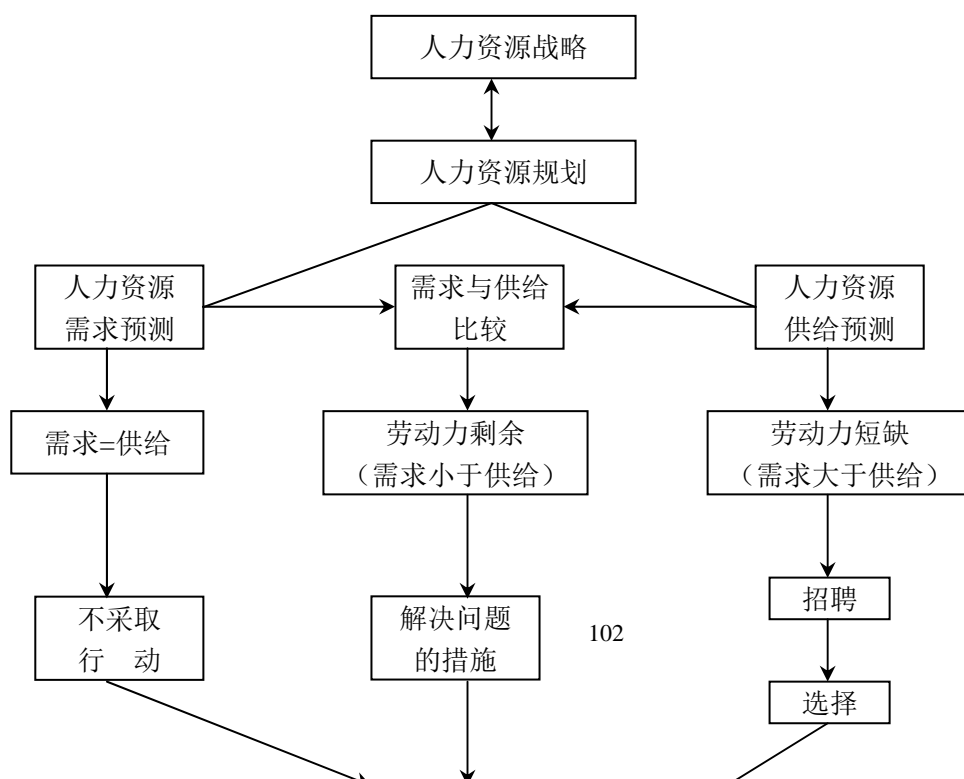 人力资源战略
人力资源规划
人力资源
需求预测
需求与供给
比较
人力资源
供给预测
需求=供给
劳动力剩余
（需求小于供给）
劳动力短缺
（需求大于供给）
不采取
行　动
解决问题
的措施
102
招聘
选择